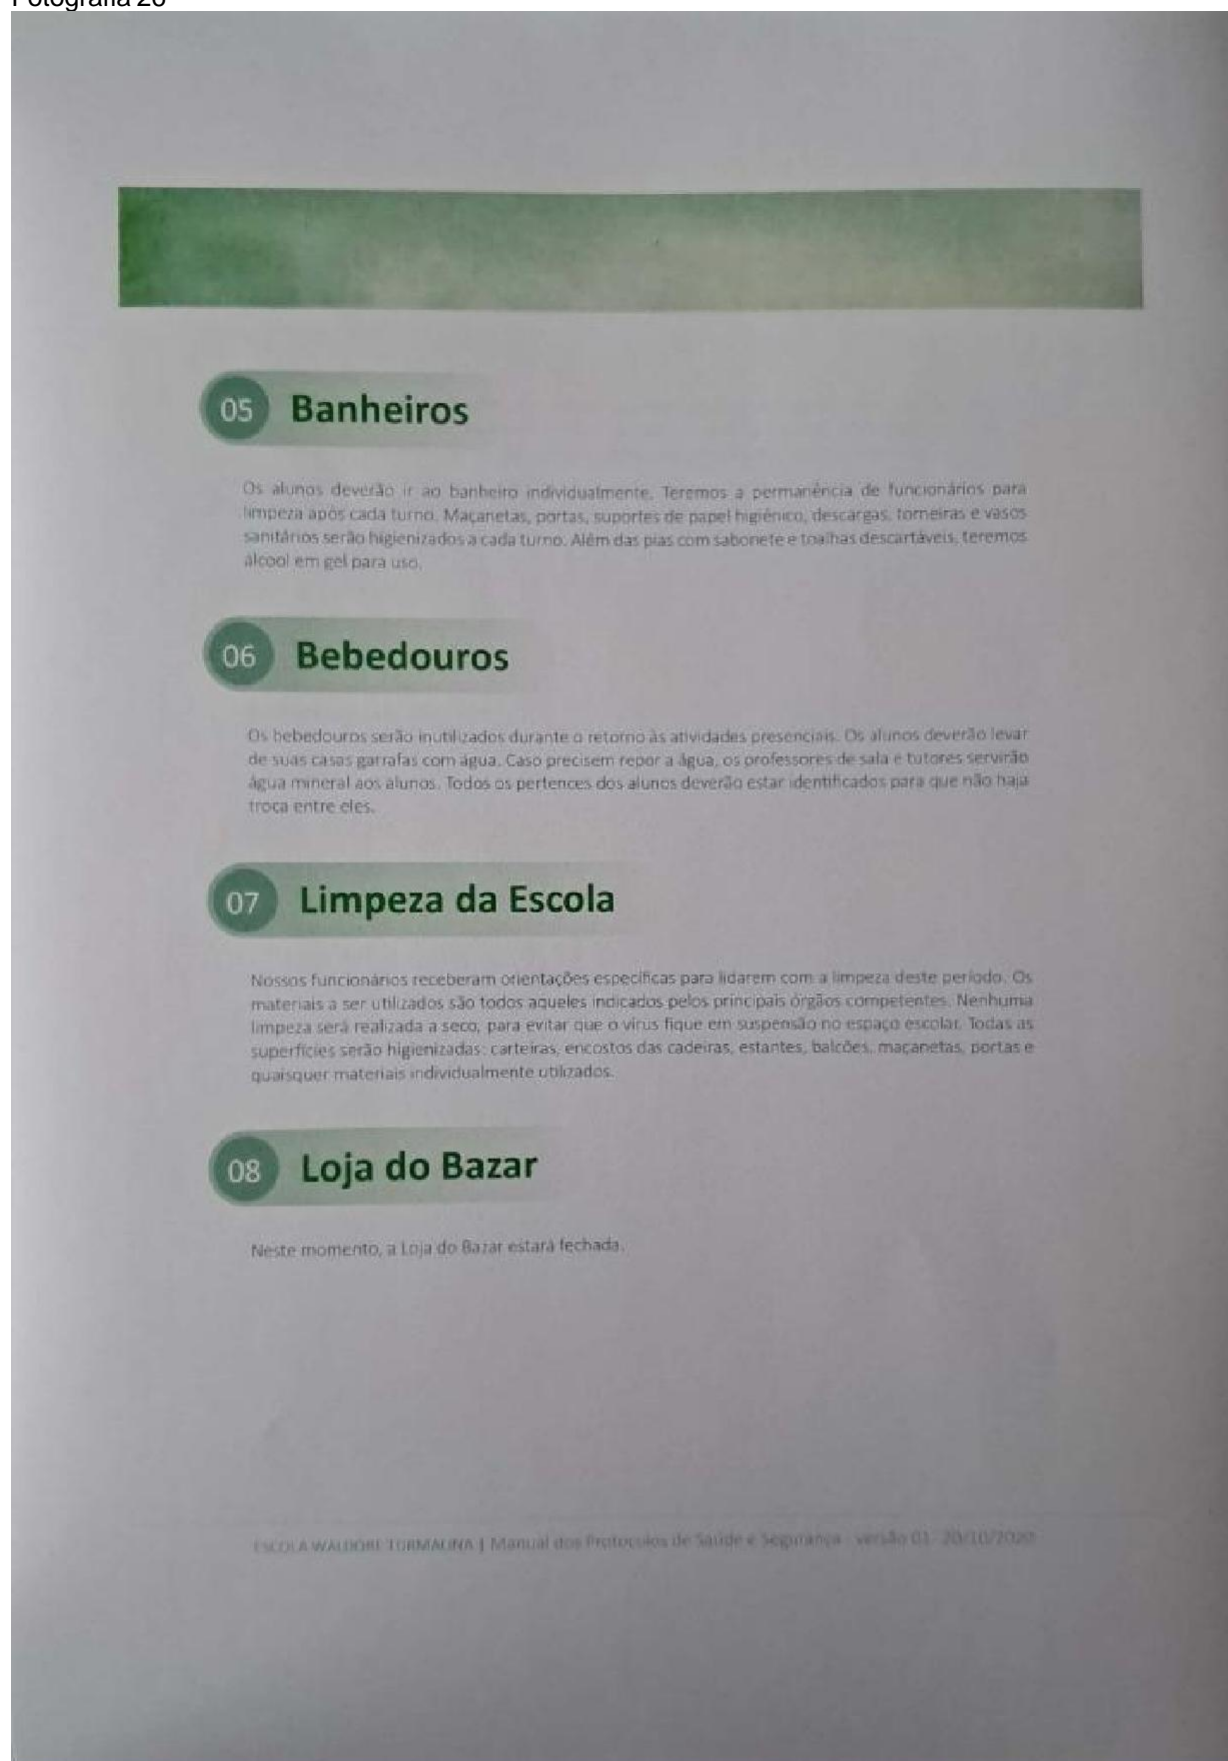 Fotografia 26
05 Banheiros
Os alunos deverão ir ao banheiro individualmente. Teremos a permanência de funcionários para
limpeza após cada turno. Maçanetas, portas, suportes de papel higiênico, descargas, torneiras e vasos
sanitários serão higienizados a cada turno. Além das pias com sabonete e toalhas descartáveis, teremos
álcool em gel para uso.
06 Bebedouros
Os bebedouros serão inutilizados durante o retorno às atividades presenciais. Os alunos deverão levar
de suas casas garrafas com água. Caso precisem repor a água, os professores de sala e tutores servirão
água mineral aos alunos. Todos os pertences dos alunos deverão estar identificados para que não haja
troca entre eles.
07 Limpeza da Escola
Nossos funcionários receberam orientações específicas para lidarem com a limpeza deste período. Os
materiais a ser utilizados são todos aqueles indicados pelos principais órgãos competentes. Nenhuma
limpeza será realizada a seco, para evitar que o vírus fique em suspensão no espaço escolar. Todas as
superfícies serão higienizadas: carteiras, encostos das cadeiras, estantes, balcões, maçanetas, portas e
quaisquer materiais individualmente utilizados.
08 Loja do Bazar
Neste momento, a Loja do Bazar estará fechada.
ESCOLA WALDORF TURMALINA | Manual dos Protocolos de Saúde e Segurança - versão 01- 20/10/2020